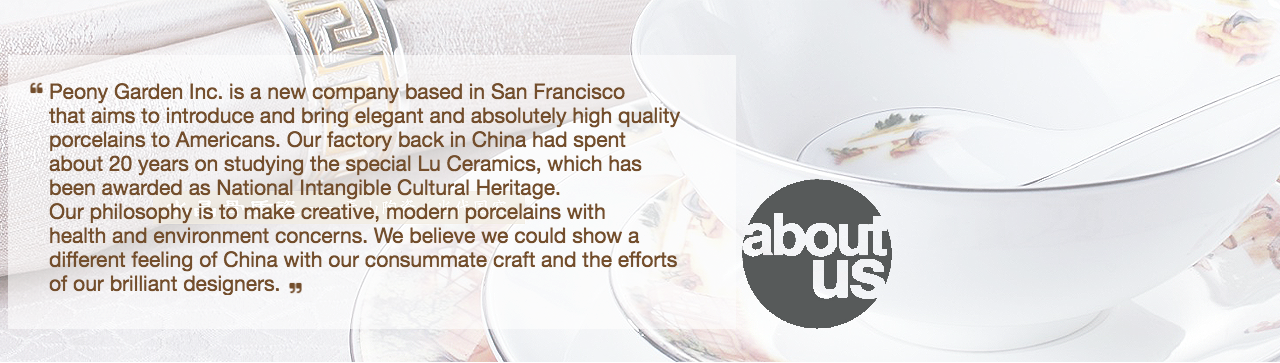 ❝ Peony Garden Inc. is a new company based in San Francisco
that aims to introduce and bring elegant and absolutely high quality
porcelains to Americans. Our factory back in China had spent
about 20 years on studying the special Lu Ceramics, which has
been awarded as National Intangible Cultural Heritage.
Our philosophy is to make creative, modern porcelains with
health and environment concerns. We believe we could show a
different feeling of China with our consummate craft and the efforts
of our brilliant designers. ❞
about
us